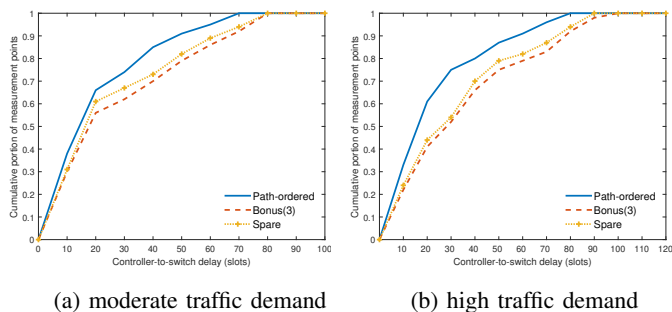 1
0.9
0.8
0.7
0.6
0.5
0.4
0.3
0.2
0.1
0
Cumulative portion of measurement points
Path-ordered
Bonus(3)
Spare
0 10 20 30 40 50 60 70 80 90 100
Controller-to-switch delay (slots)
(a) moderate traffic demand
1
0.9
0.8
0.7
0.6
0.5
0.4
0.3
0.2
0.1
0
Cumulative portion of measurement points
Path-ordered
Bonus(3)
Spare
10 20 30 40 50 60 70 80 90 100 110 120
Controller-to-switch delay (slots)
(b) high traffic demand